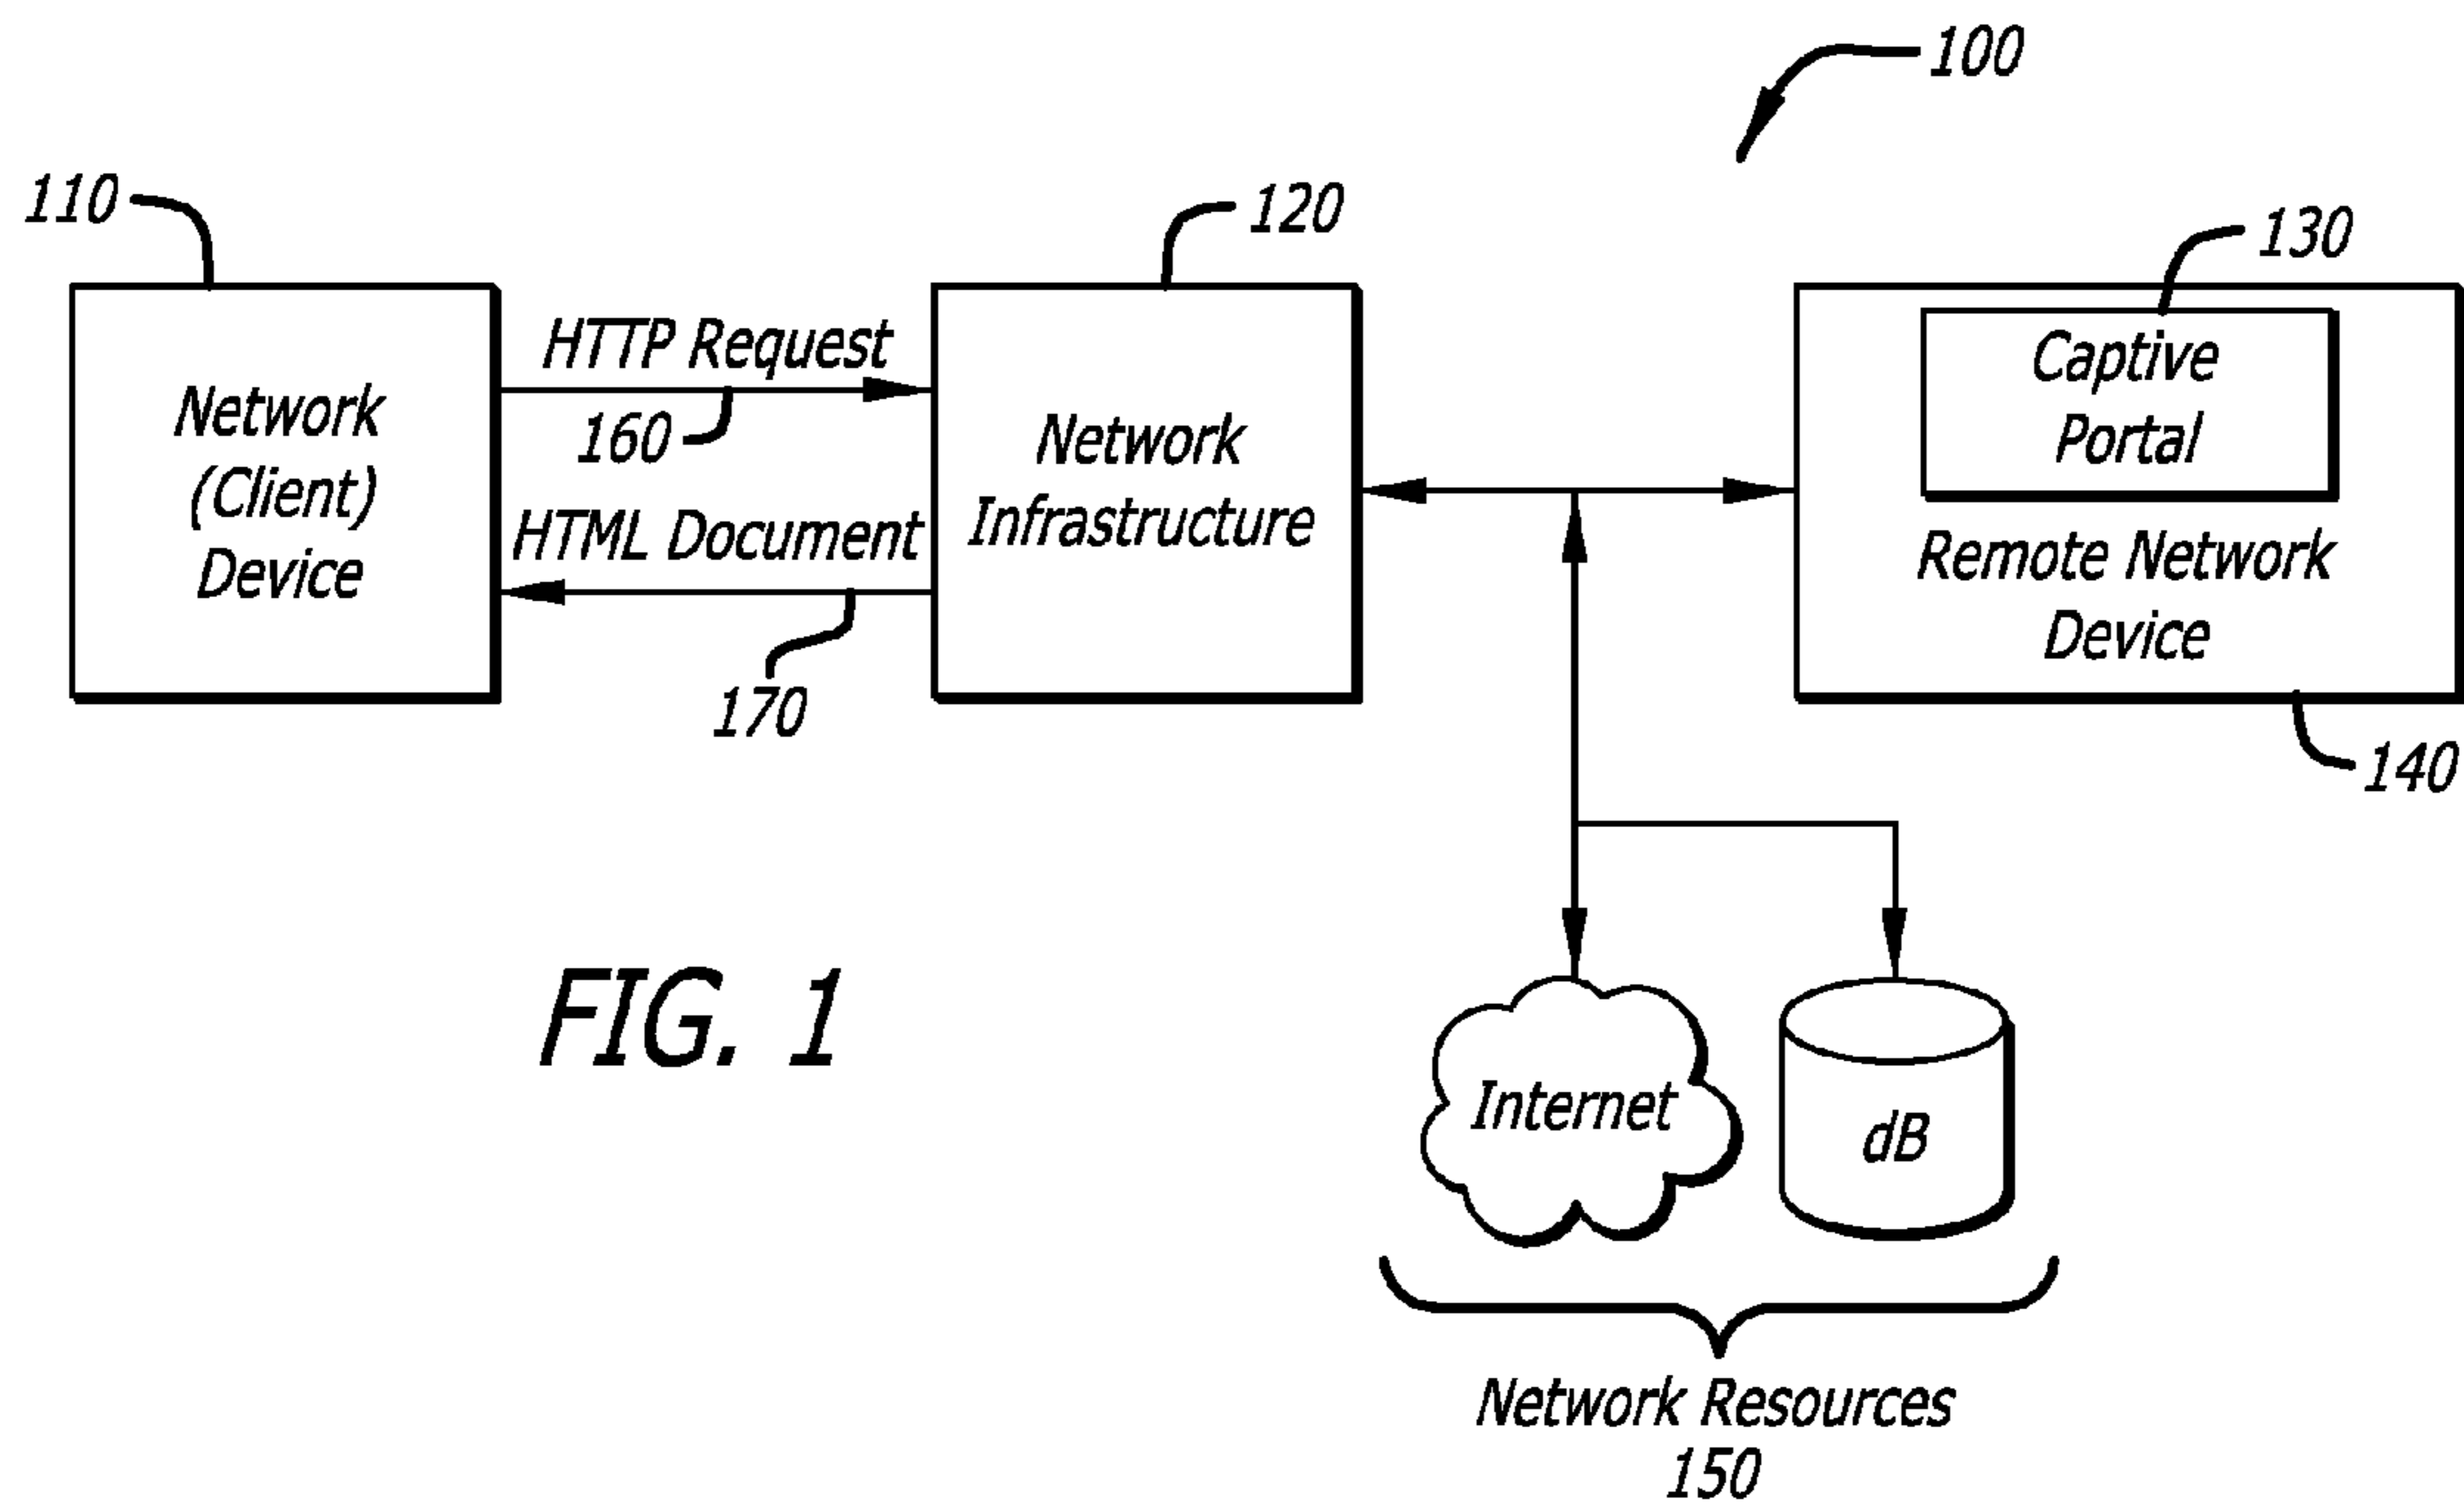 100
110
120
130
HTTP Request
160
HTML Document
170
Network
(Client)
Device
Network
Infrastructure
Captive
Portal
Remote Network
Device
140
FIG. 1
Internet
dB
Network Resources
150